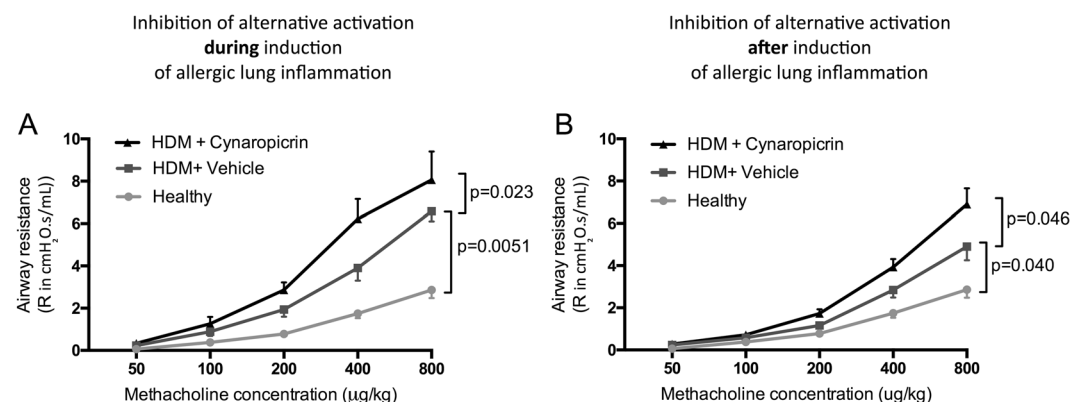 Inhibition of alternative activation
during induction
of allergic lung inflammation
Inhibition of alternative activation
after induction
of allergic lung inflammation
A
HDM + Cynaropicrin
HDM+ Vehicle
Healthy
10
8
6
4
2
0
Airway resistance
(R in cmH₂O.s/mL))
p=0.023
p=0.0051
50
100
200
400
800
Methacholine concentration (µg/kg)
B
HDM + Cynaropicrin
HDM+ Vehicle
Healthy
10
8
6
4
2
0
Airway resistance
(R in cmH₂O.s/mL))
p=0.046
p=0.040
50
100
200
400
800
Methacholine concentration (µg/kg)